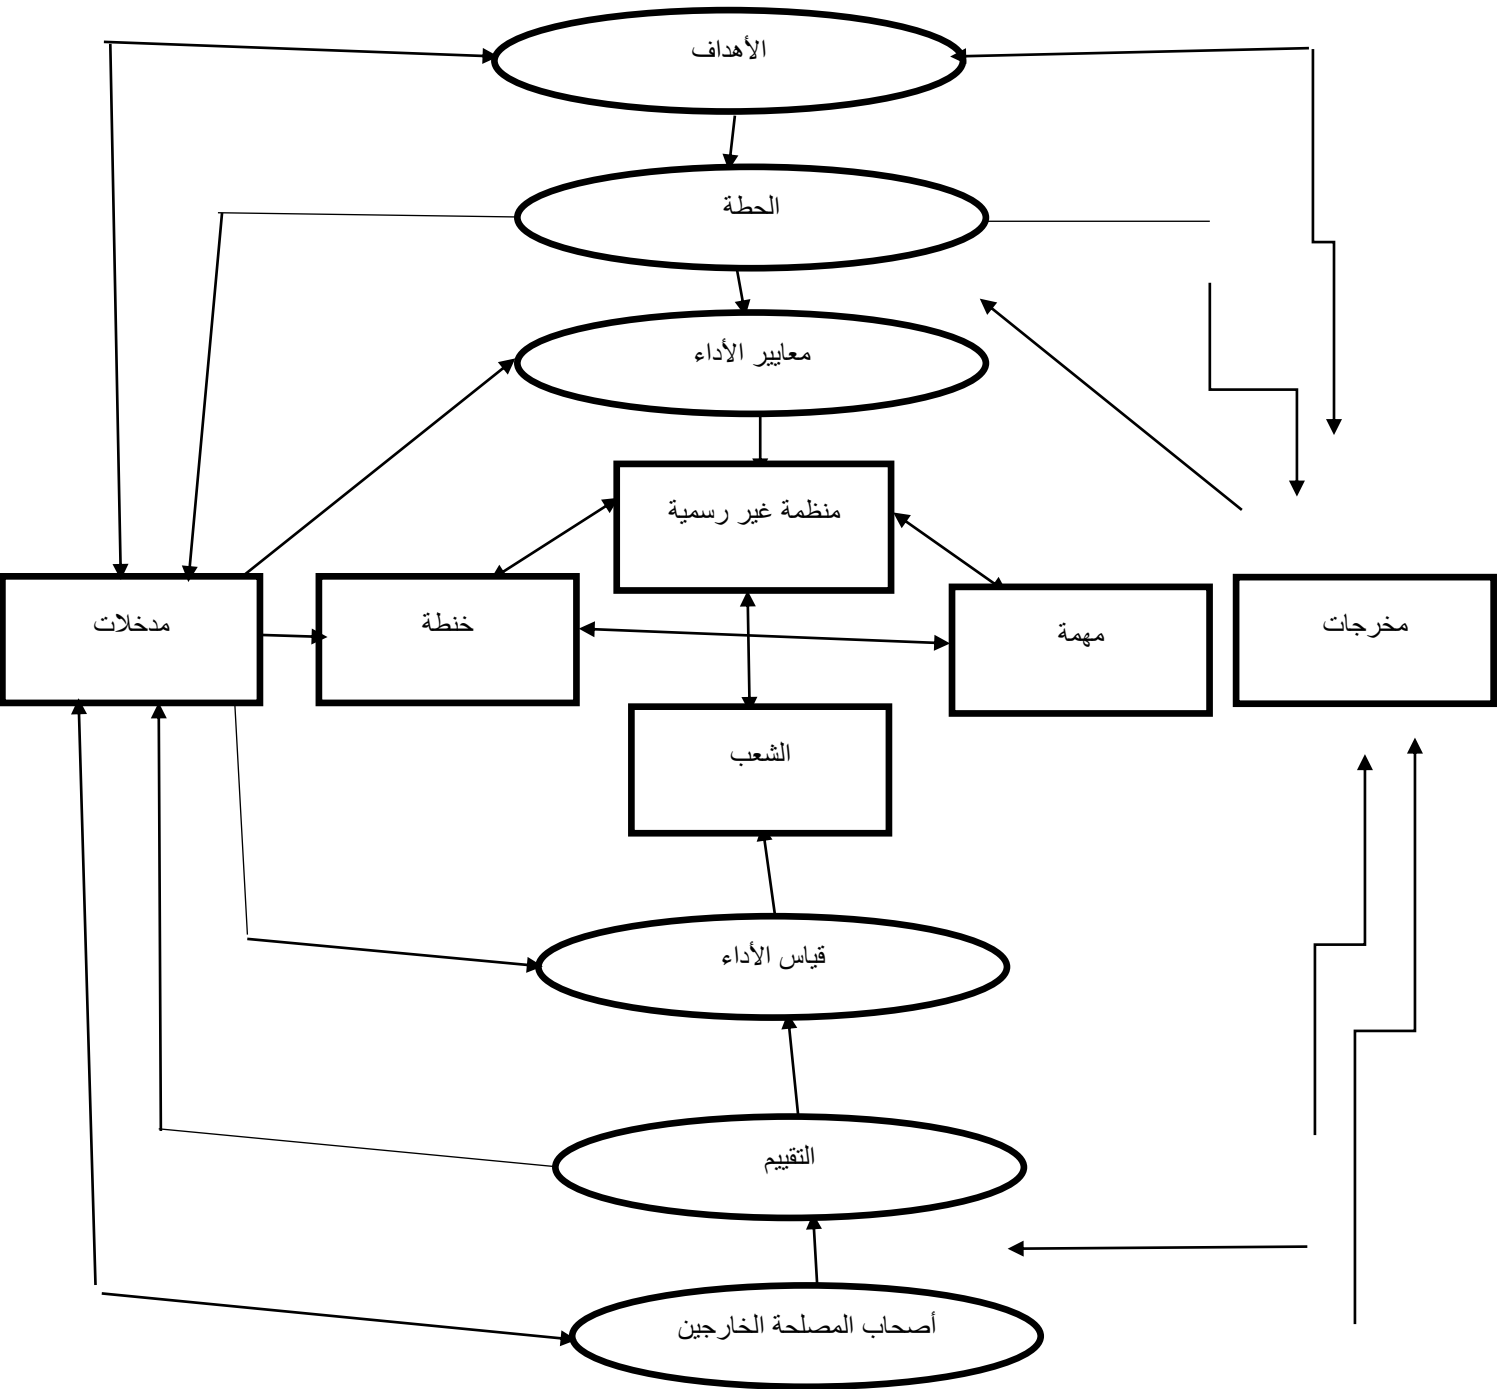 الأهداف
الحطة
معايير الأداء
منظمة غير رسمية
مدخلات
خنطة
مهمة
مخرجات
الشعب
قياس الأداء
التقييم
أصحاب المصلحة الخارجين